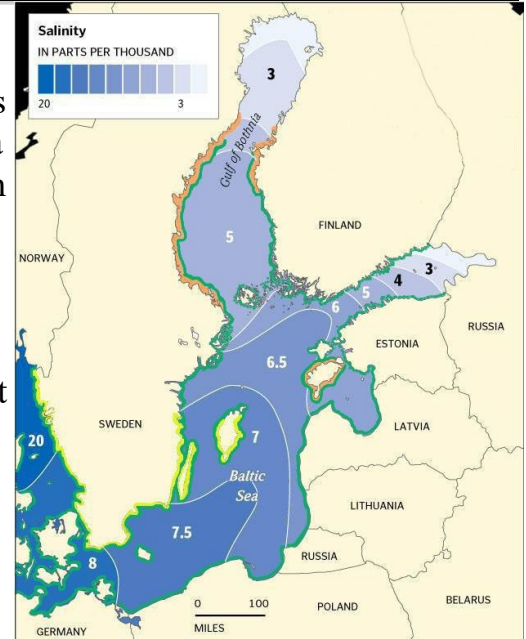 Salinity
IN PARTS PER THOUSAND
20 3
3
Gulf of Bothnia
5
FINLAND
NORWAY
3
4
5
6
RUSSIA
ESTONIA
6.5
SWEDEN
LATVIA
20
7
Baltic
Sea
LITHUANIA
7.5
RUSSIA
8
BELARUS
0 100
MILES
POLAND
GERMANY